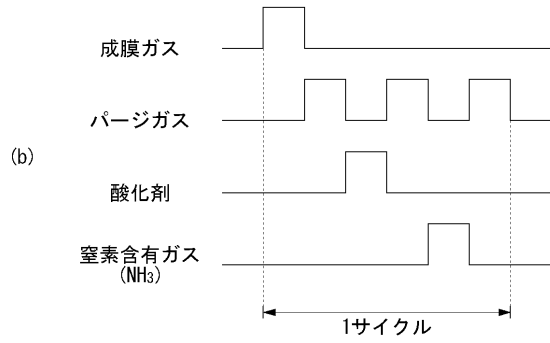 成膜ガス
パージガス
(b)
酸化剤
窒素含有ガス
(NH₃)
1サイクル